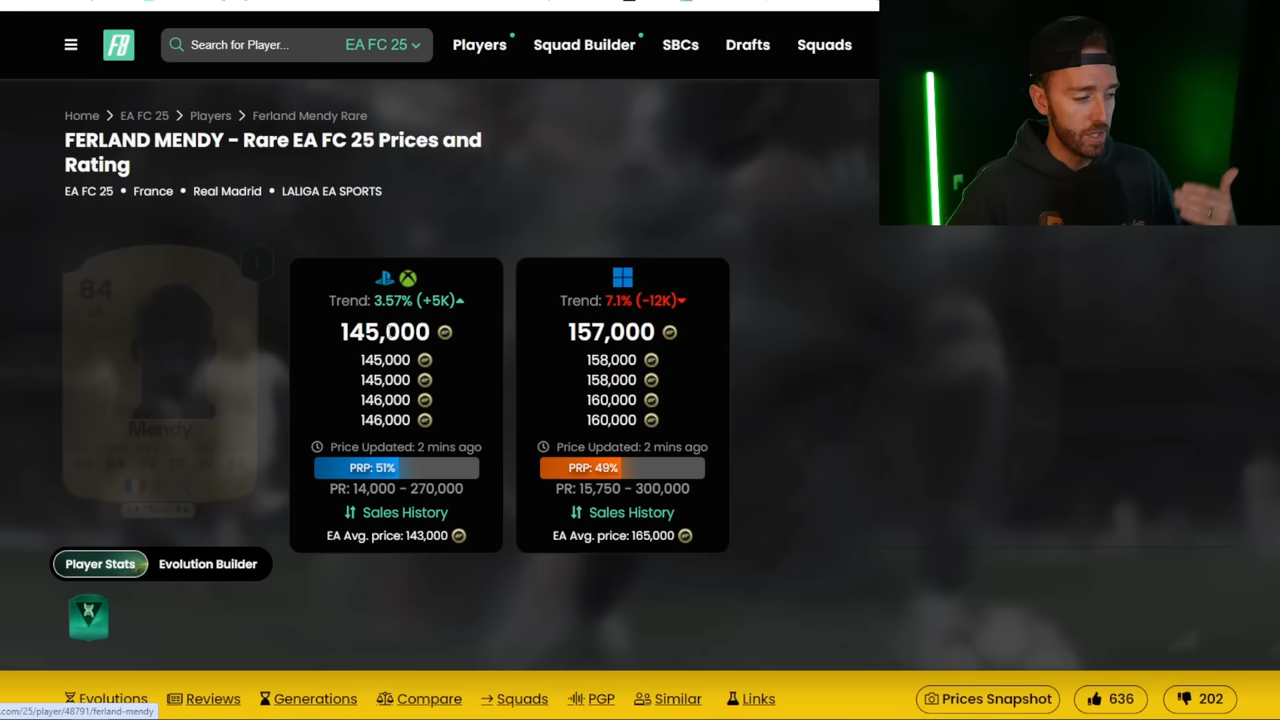 Search for Player...
EA FC 25
Players
Squad Builder
SBCs
Drafts
Squads
Home > EA FC 25 > Players > Ferland Mendy Rare
FERLAND MENDY - Rare EA FC 25 Prices and
Rating
EA FC 25 • France • Real Madrid • LALIGA EA SPORTS
84
LB
Mendy
Trend: 3.57% (+5K)
145,000
145,000
145,000
146,000
146,000
Price Updated: 2 mins ago
PRP: 51%
PR: 14,000 - 270,000
Sales History
EA Avg. price: 143,000
Trend: 7.1% (-12K)
157,000
158,000
158,000
160,000
160,000
Price Updated: 2 mins ago
PRP: 49%
PR: 15,750 - 300,000
Sales History
EA Avg. price: 165,000
Player Stats
Evolution Builder
Evolutions
Reviews
Generations
Compare
Squads
PGP
Similar
Links
Prices Snapshot
636
202
.com/25/player/48791/ferland-mendy